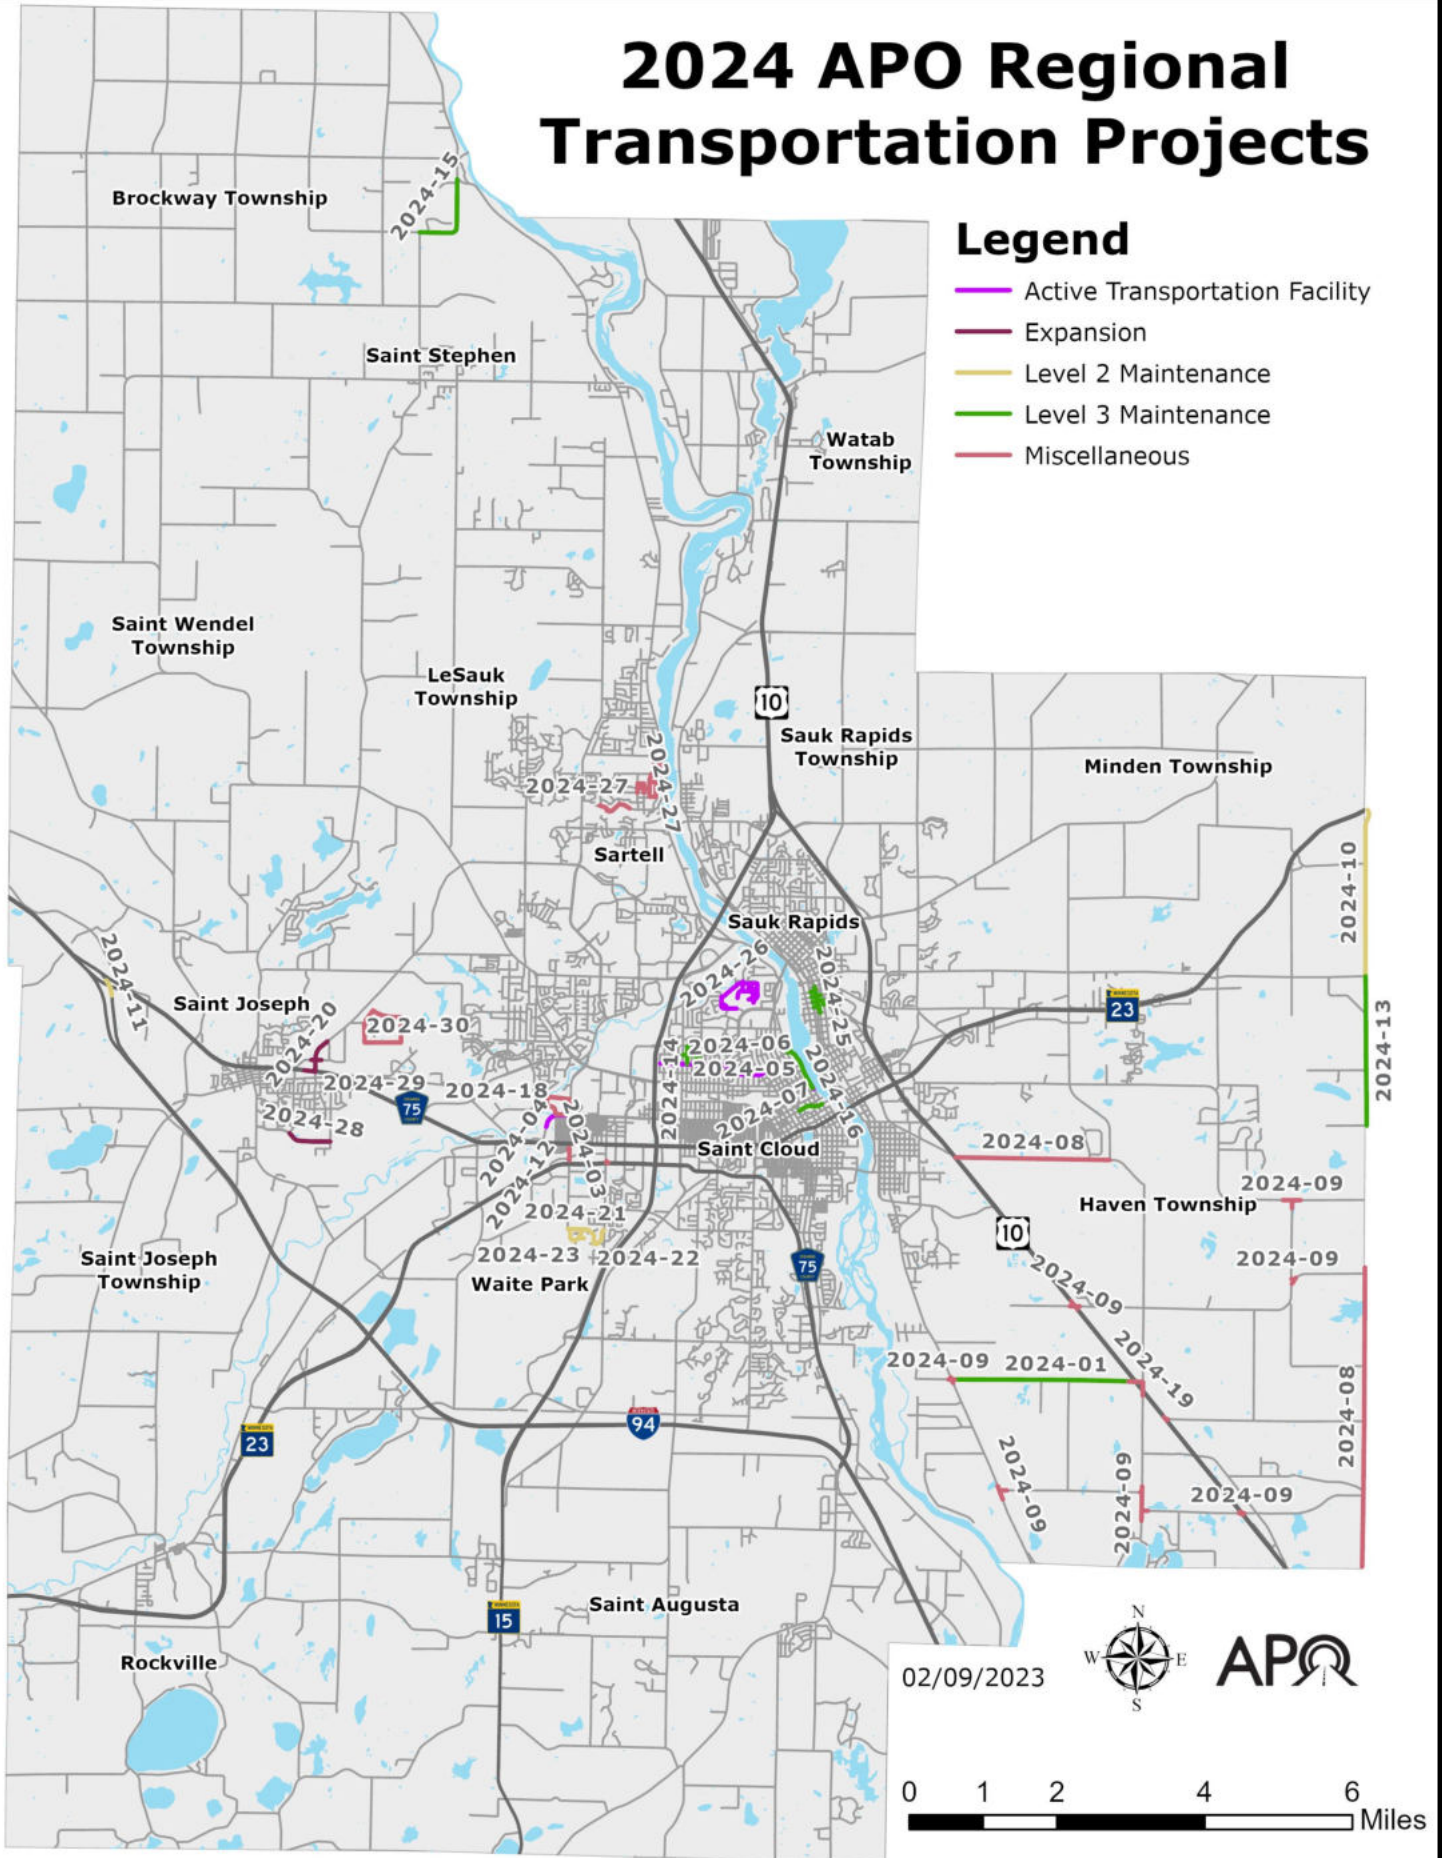 2024 APO Regional
Transportation Projects
Legend
Active Transportation Facility
Expansion
Level 2 Maintenance
Level 3 Maintenance
Miscellaneous
2024-15
Brockway Township
Saint Stephen
Watab
Township
Saint Wendel
Township
LeSauk
Township
10
Sauk Rapids
Township
Minden Township
2024-27
2024-27
Sartell
2024-10
Sauk Rapids
2024-11
2024-26
2024-25
Saint Joseph
23
2024-13
2024-20
2024-30
2024-14
2024-06
2024-05
2024-29
2024-18
75
2024-07
2024-16
2024-28
2024-04
2024-03
2024-12
Saint Cloud
2024-08
2024-09
Haven Township
2024-21
10
2024-23
2024-22
2024-09
Saint Joseph
Township
Waite Park
75
2024-09
2024-19
2024-09
2024-01
2024-08
94
23
2024-09
2024-09
2024-09
Saint Augusta
15
Rockville
02/09/2023
N
W
E
S
APO
0
1
2
4
6
Miles